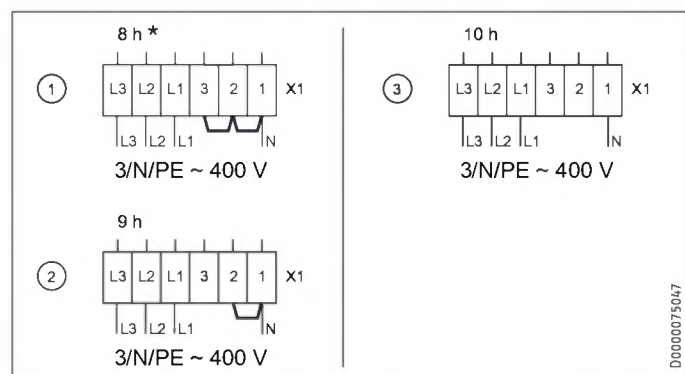 8 h *
1
L3 L2 L1 3 2 1 X1
L3 L2 L1 N
3/N/PE ~ 400 V
9 h
2
L3 L2 L1 3 2 1 X1
L3 L2 L1 N
3/N/PE ~ 400 V
10 h
3
L3 L2 L1 3 2 1 X1
L3 L2 L1 N
3/N/PE ~ 400 V
D0000075047